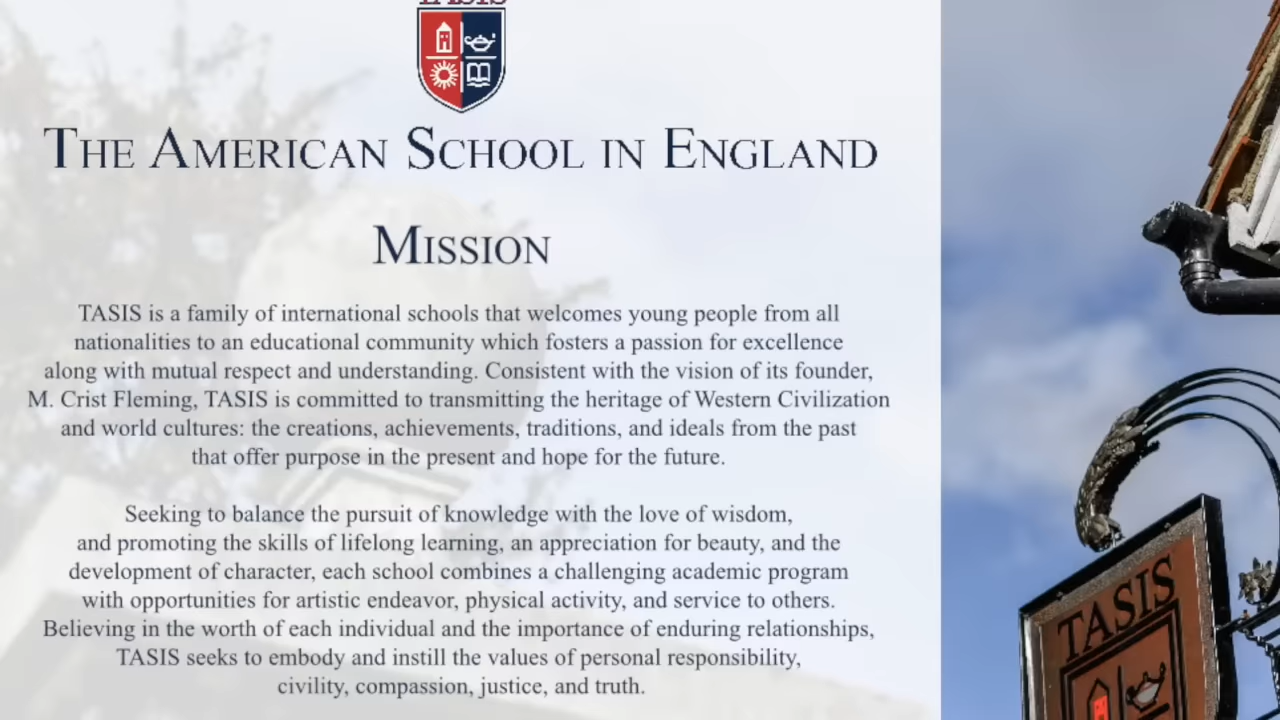 TASIS
THE AMERICAN SCHOOL IN ENGLAND
MISSION
TASIS is a family of international schools that welcomes young people from all
nationalities to an educational community which fosters a passion for excellence
along with mutual respect and understanding. Consistent with the vision of its founder,
M. Crist Fleming, TASIS is committed to transmitting the heritage of Western Civilization
and world cultures: the creations, achievements, traditions, and ideals from the past
that offer purpose in the present and hope for the future.
Seeking to balance the pursuit of knowledge with the love of wisdom,
and promoting the skills of lifelong learning, an appreciation for beauty, and the
development of character, each school combines a challenging academic program
with opportunities for artistic endeavor, physical activity, and service to others.
Believing in the worth of each individual and the importance of enduring relationships,
TASIS seeks to embody and instill the values of personal responsibility,
civility, compassion, justice, and truth.
TASIS